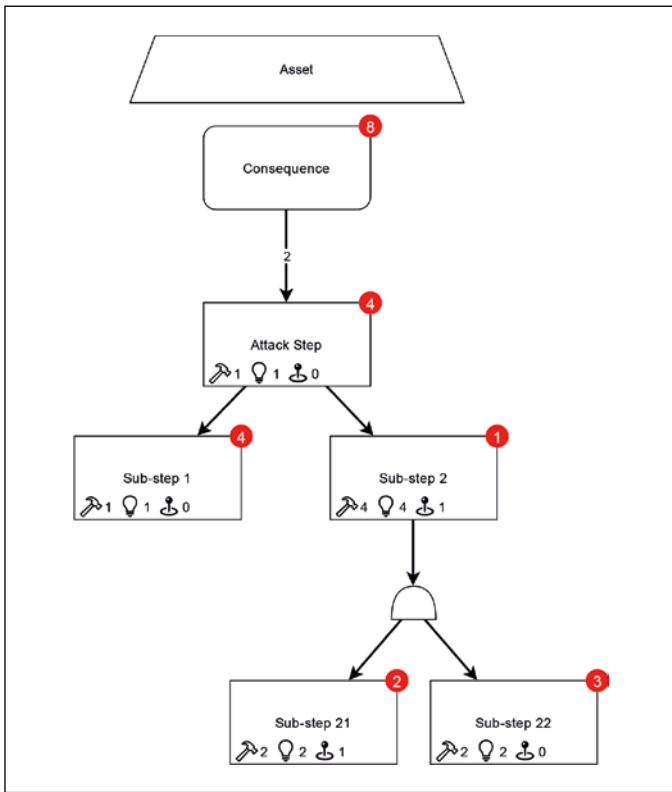 Asset
8
Consequence
2
4
Attack Step
1 1 0
4
Sub-step 1
1 1 0
1
Sub-step 2
4 4 1
2
Sub-step 21
2 2 1
3
Sub-step 22
2 2 0